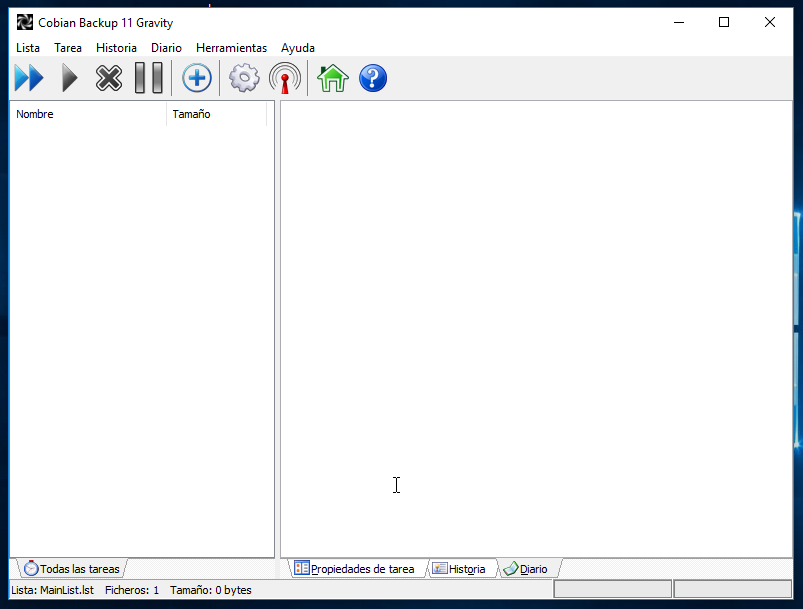 Cobian Backup 11 Gravity
Lista Tarea Historia Diario Herramientas Ayuda
Nombre Tamaño
Todas las tareas Propiedades de tarea Historia Diario
Lista: MainList.lst Ficheros: 1 Tamaño: 0 bytes